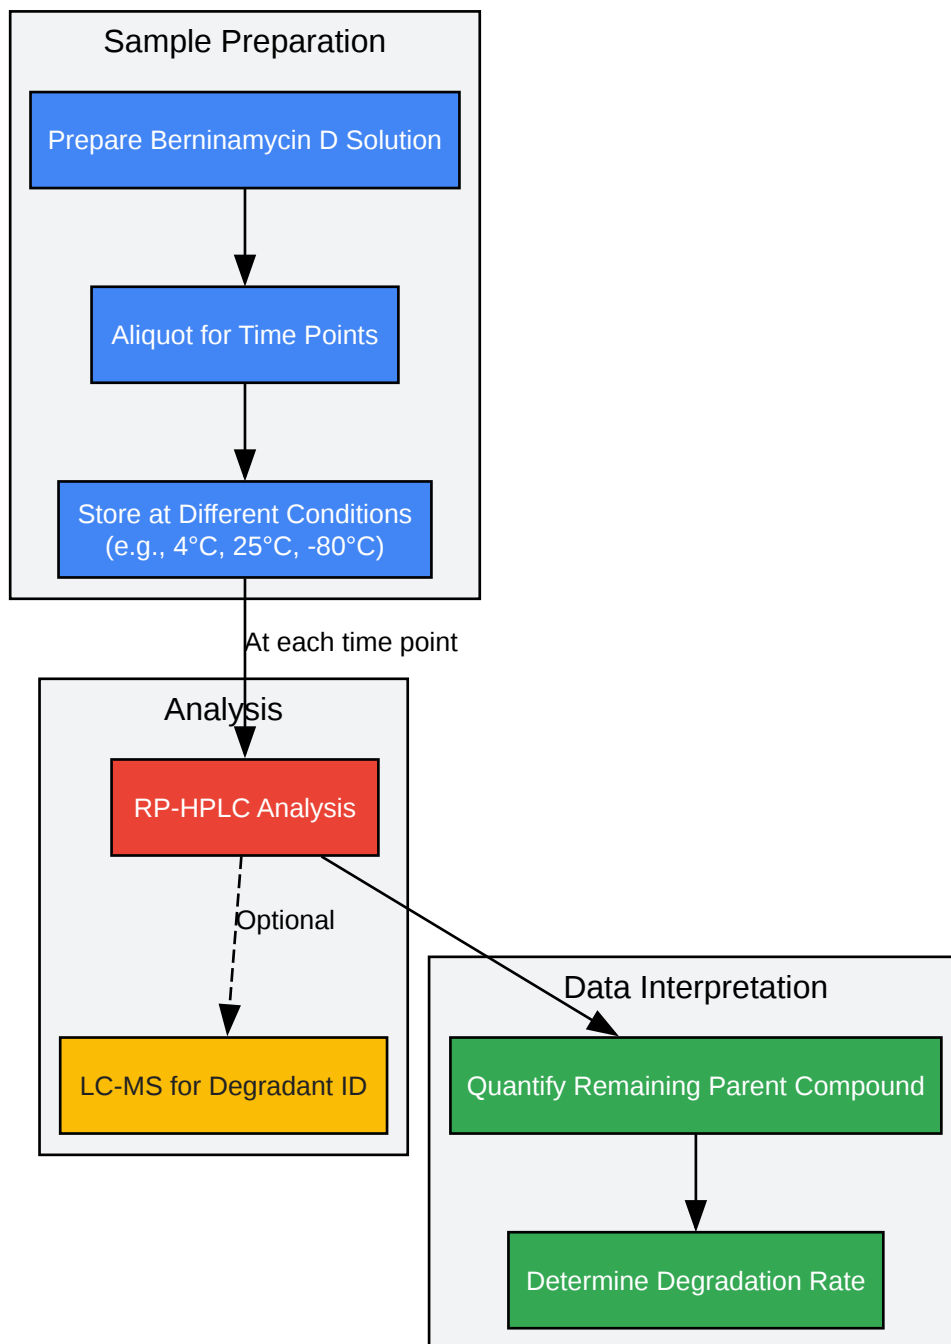 Sample Preparation
Prepare Berninamycin D Solution
Aliquot for Time Points
Store at Different Conditions
(e.g., 4°C, 25°C, -80°C)
At each time point
Analysis
RP-HPLC Analysis
Optional
LC-MS for Degradant ID
Data Interpretation
Quantify Remaining Parent Compound
Determine Degradation Rate